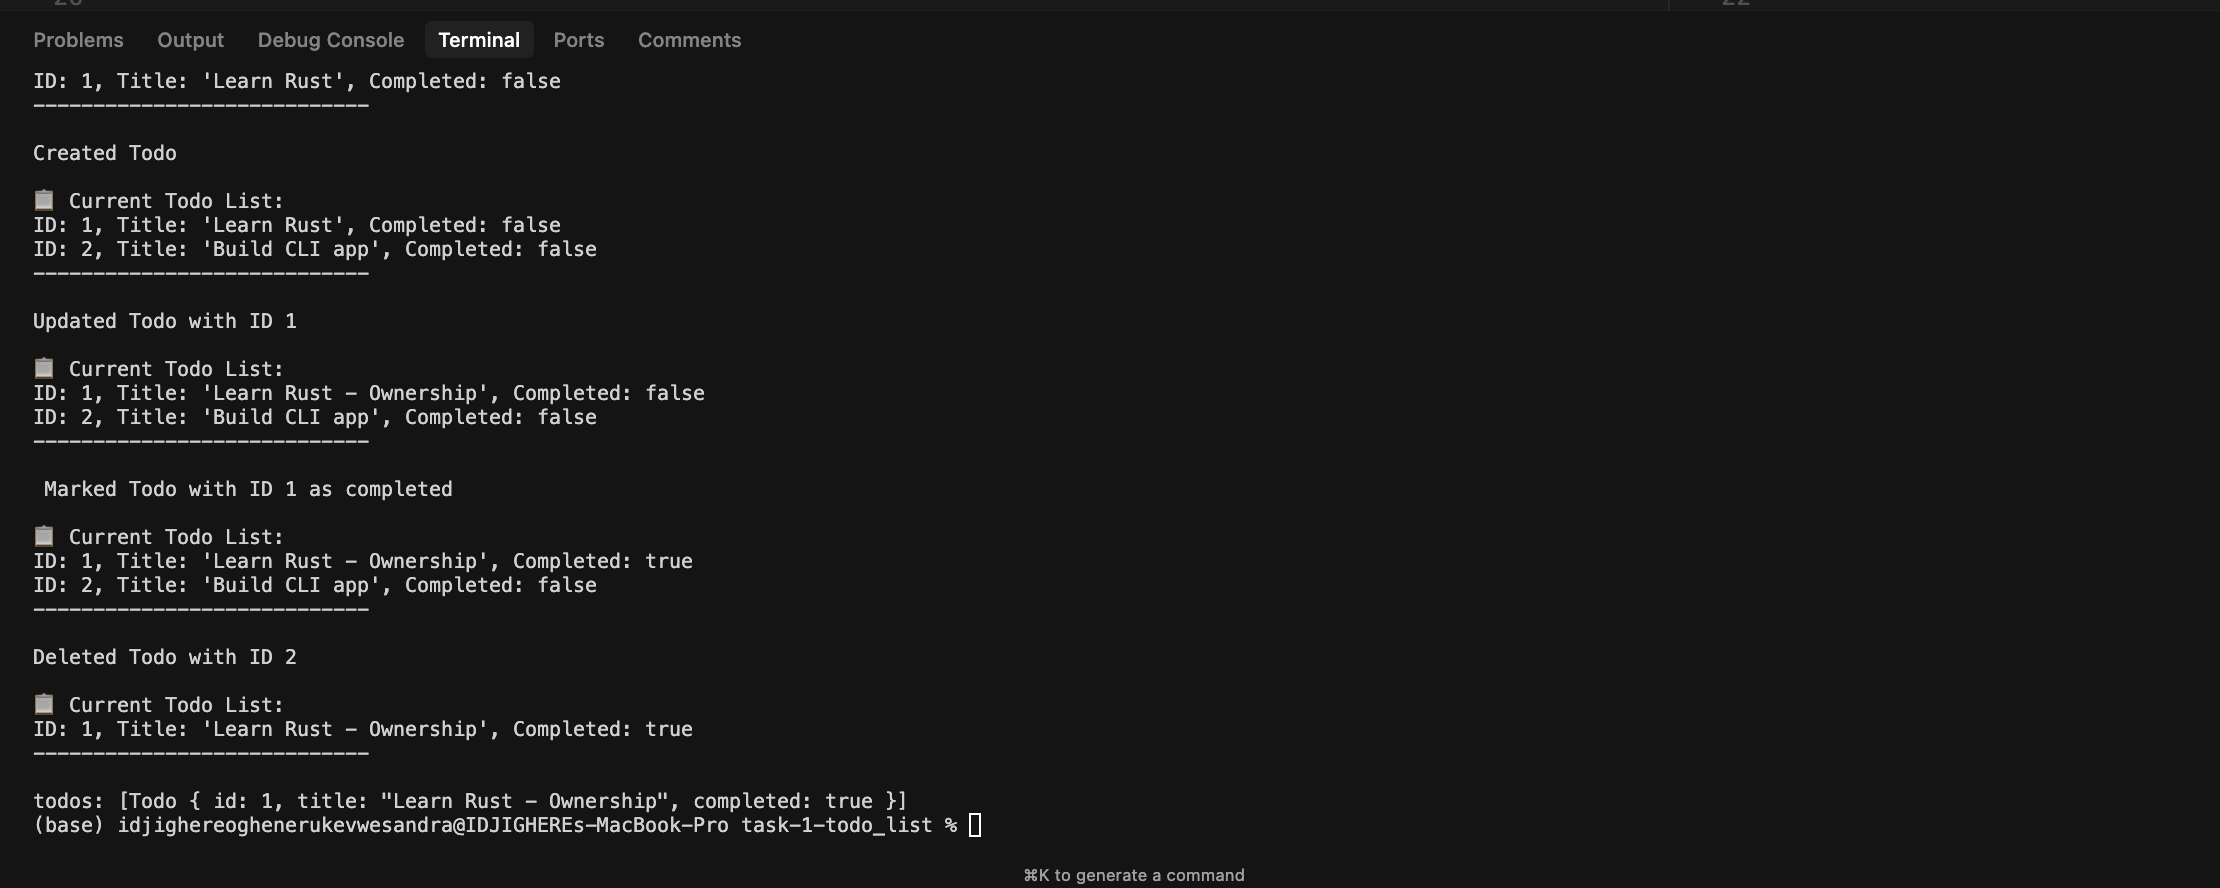 Problems Output Debug Console Terminal Ports Comments
ID: 1, Title: 'Learn Rust', Completed: false
----------------------------
Created Todo
📋 Current Todo List:
ID: 1, Title: 'Learn Rust', Completed: false
ID: 2, Title: 'Build CLI app', Completed: false
----------------------------
Updated Todo with ID 1
📋 Current Todo List:
ID: 1, Title: 'Learn Rust - Ownership', Completed: false
ID: 2, Title: 'Build CLI app', Completed: false
----------------------------
Marked Todo with ID 1 as completed
📋 Current Todo List:
ID: 1, Title: 'Learn Rust - Ownership', Completed: true
ID: 2, Title: 'Build CLI app', Completed: false
----------------------------
Deleted Todo with ID 2
📋 Current Todo List:
ID: 1, Title: 'Learn Rust - Ownership', Completed: true
----------------------------
todos: [Todo { id: 1, title: "Learn Rust - Ownership", completed: true }]
(base) idjighereoghenerukevwesandra@IDJIGHEREs-MacBook-Pro task-1-todo_list %
⌘K to generate a command